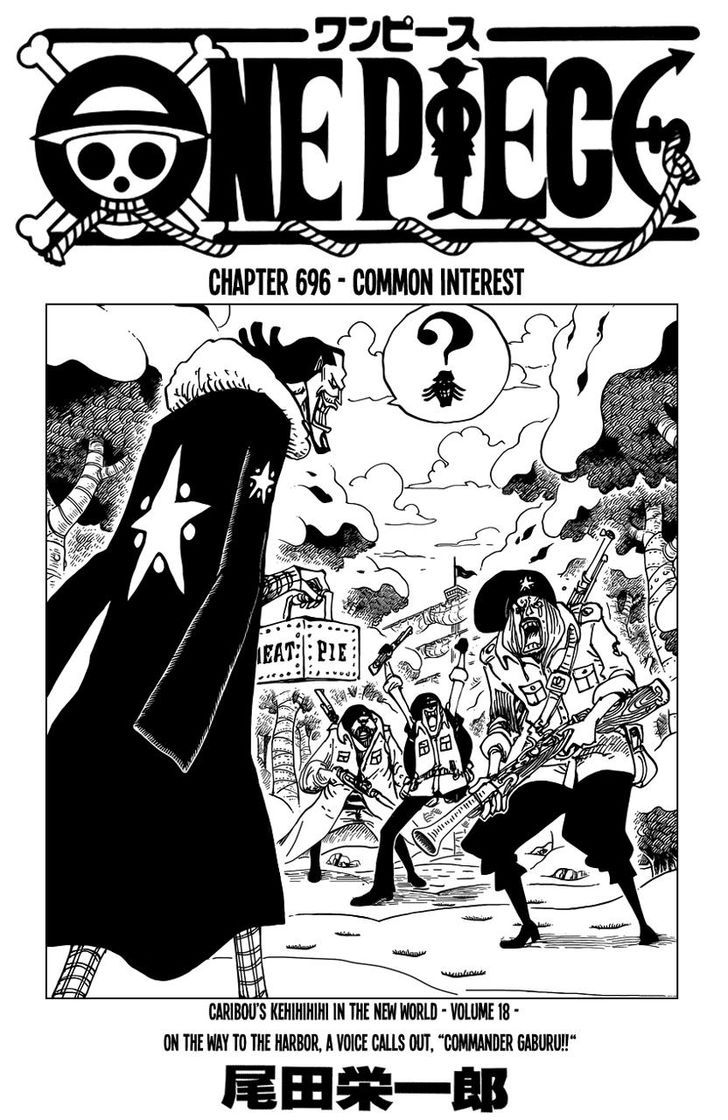 ワンピース
ONE PIECE
CHAPTER 696 - COMMON INTEREST
?
MEAT PIE
CARIBOU'S KEHIHIHIHI IN THE NEW WORLD - VOLUME 18 -
ON THE WAY TO THE HARBOR, A VOICE CALLS OUT, "COMMANDER GABURU!!"
尾田栄一郎